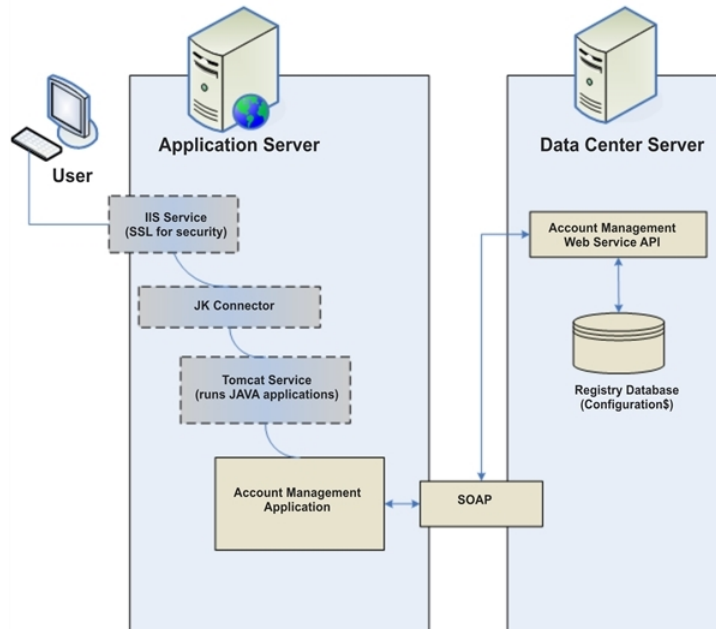 Application Server
Data Center Server
User
IIS Service
(SSL for security)
Account Management
Web Service API
JK Connector
Tomcat Service
(runs JAVA applications)
Registry Database
(Configuration$)
Account Management
Application
SOAP